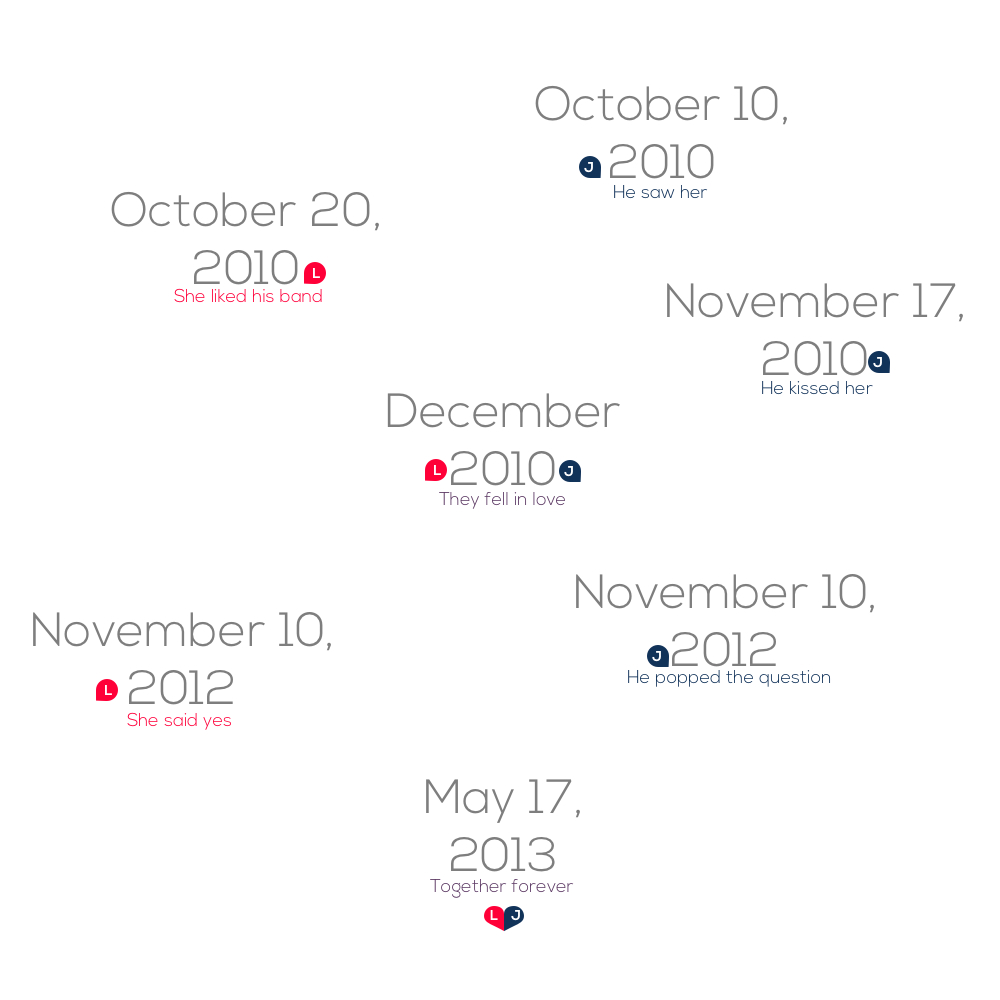 October 10,
J 2010
He saw her
October 20,
2010 L
She liked his band
November 17,
2010 J
He kissed her
December
L 2010 J
They fell in love
November 10,
J 2012
He popped the question
November 10,
L 2012
She said yes
May 17,
2013
Together forever
L J